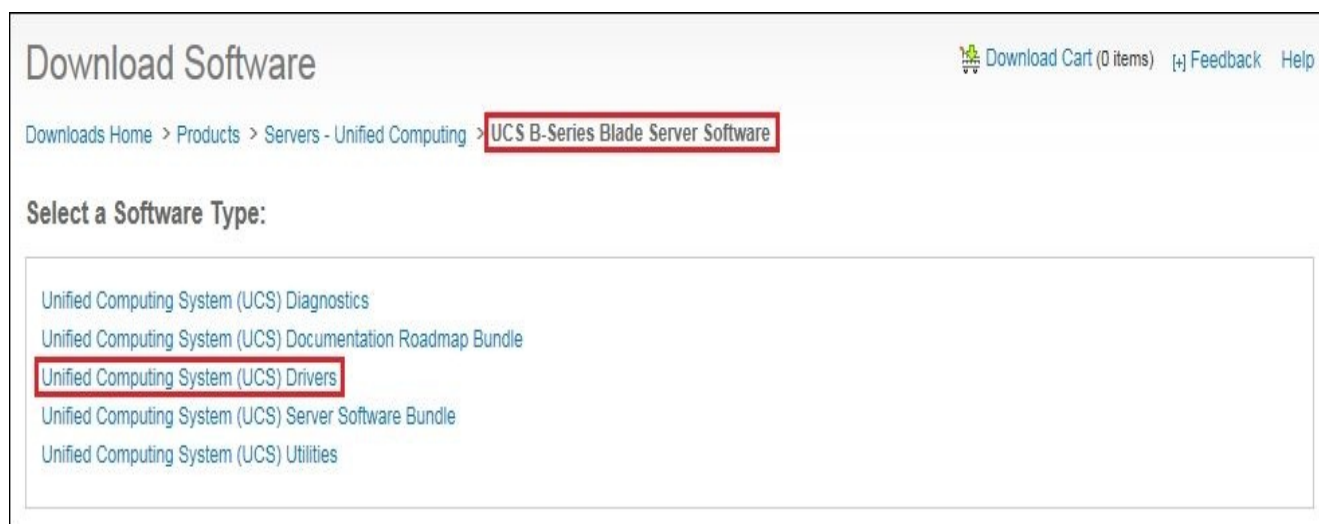 Download Software
Download Cart (0 items) [+] Feedback Help
Downloads Home > Products > Servers - Unified Computing > UCS B-Series Blade Server Software
Select a Software Type:
Unified Computing System (UCS) Diagnostics
Unified Computing System (UCS) Documentation Roadmap Bundle
Unified Computing System (UCS) Drivers
Unified Computing System (UCS) Server Software Bundle
Unified Computing System (UCS) Utilities